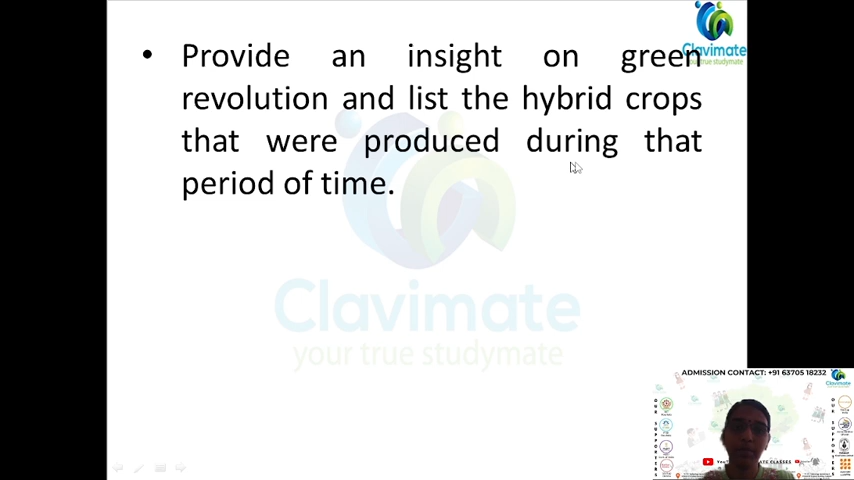 Clavimate
your true studymate
• Provide an insight on green
revolution and list the hybrid crops
that were produced during that
period of time.
Clavimate
your true studymate
ADMISSION CONTACT: +91 63705 18232